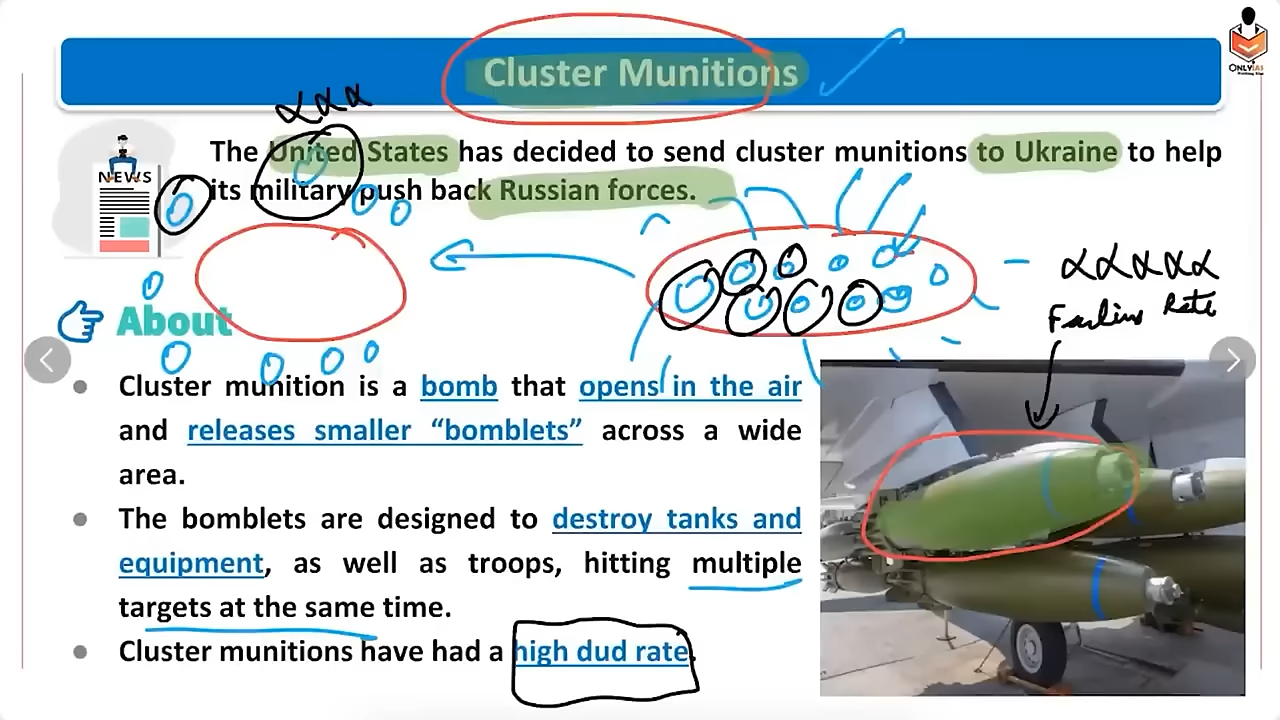 Cluster Munitions
ONLYIAS
NEWS
The United States has decided to send cluster munitions to Ukraine to help
its military push back Russian forces.
Rate
About
Cluster munition is a bomb that opens in the air
and releases smaller “bomblets” across a wide
area.
The bomblets are designed to destroy tanks and
equipment, as well as troops, hitting multiple
targets at the same time.
Cluster munitions have had a high dud rate.